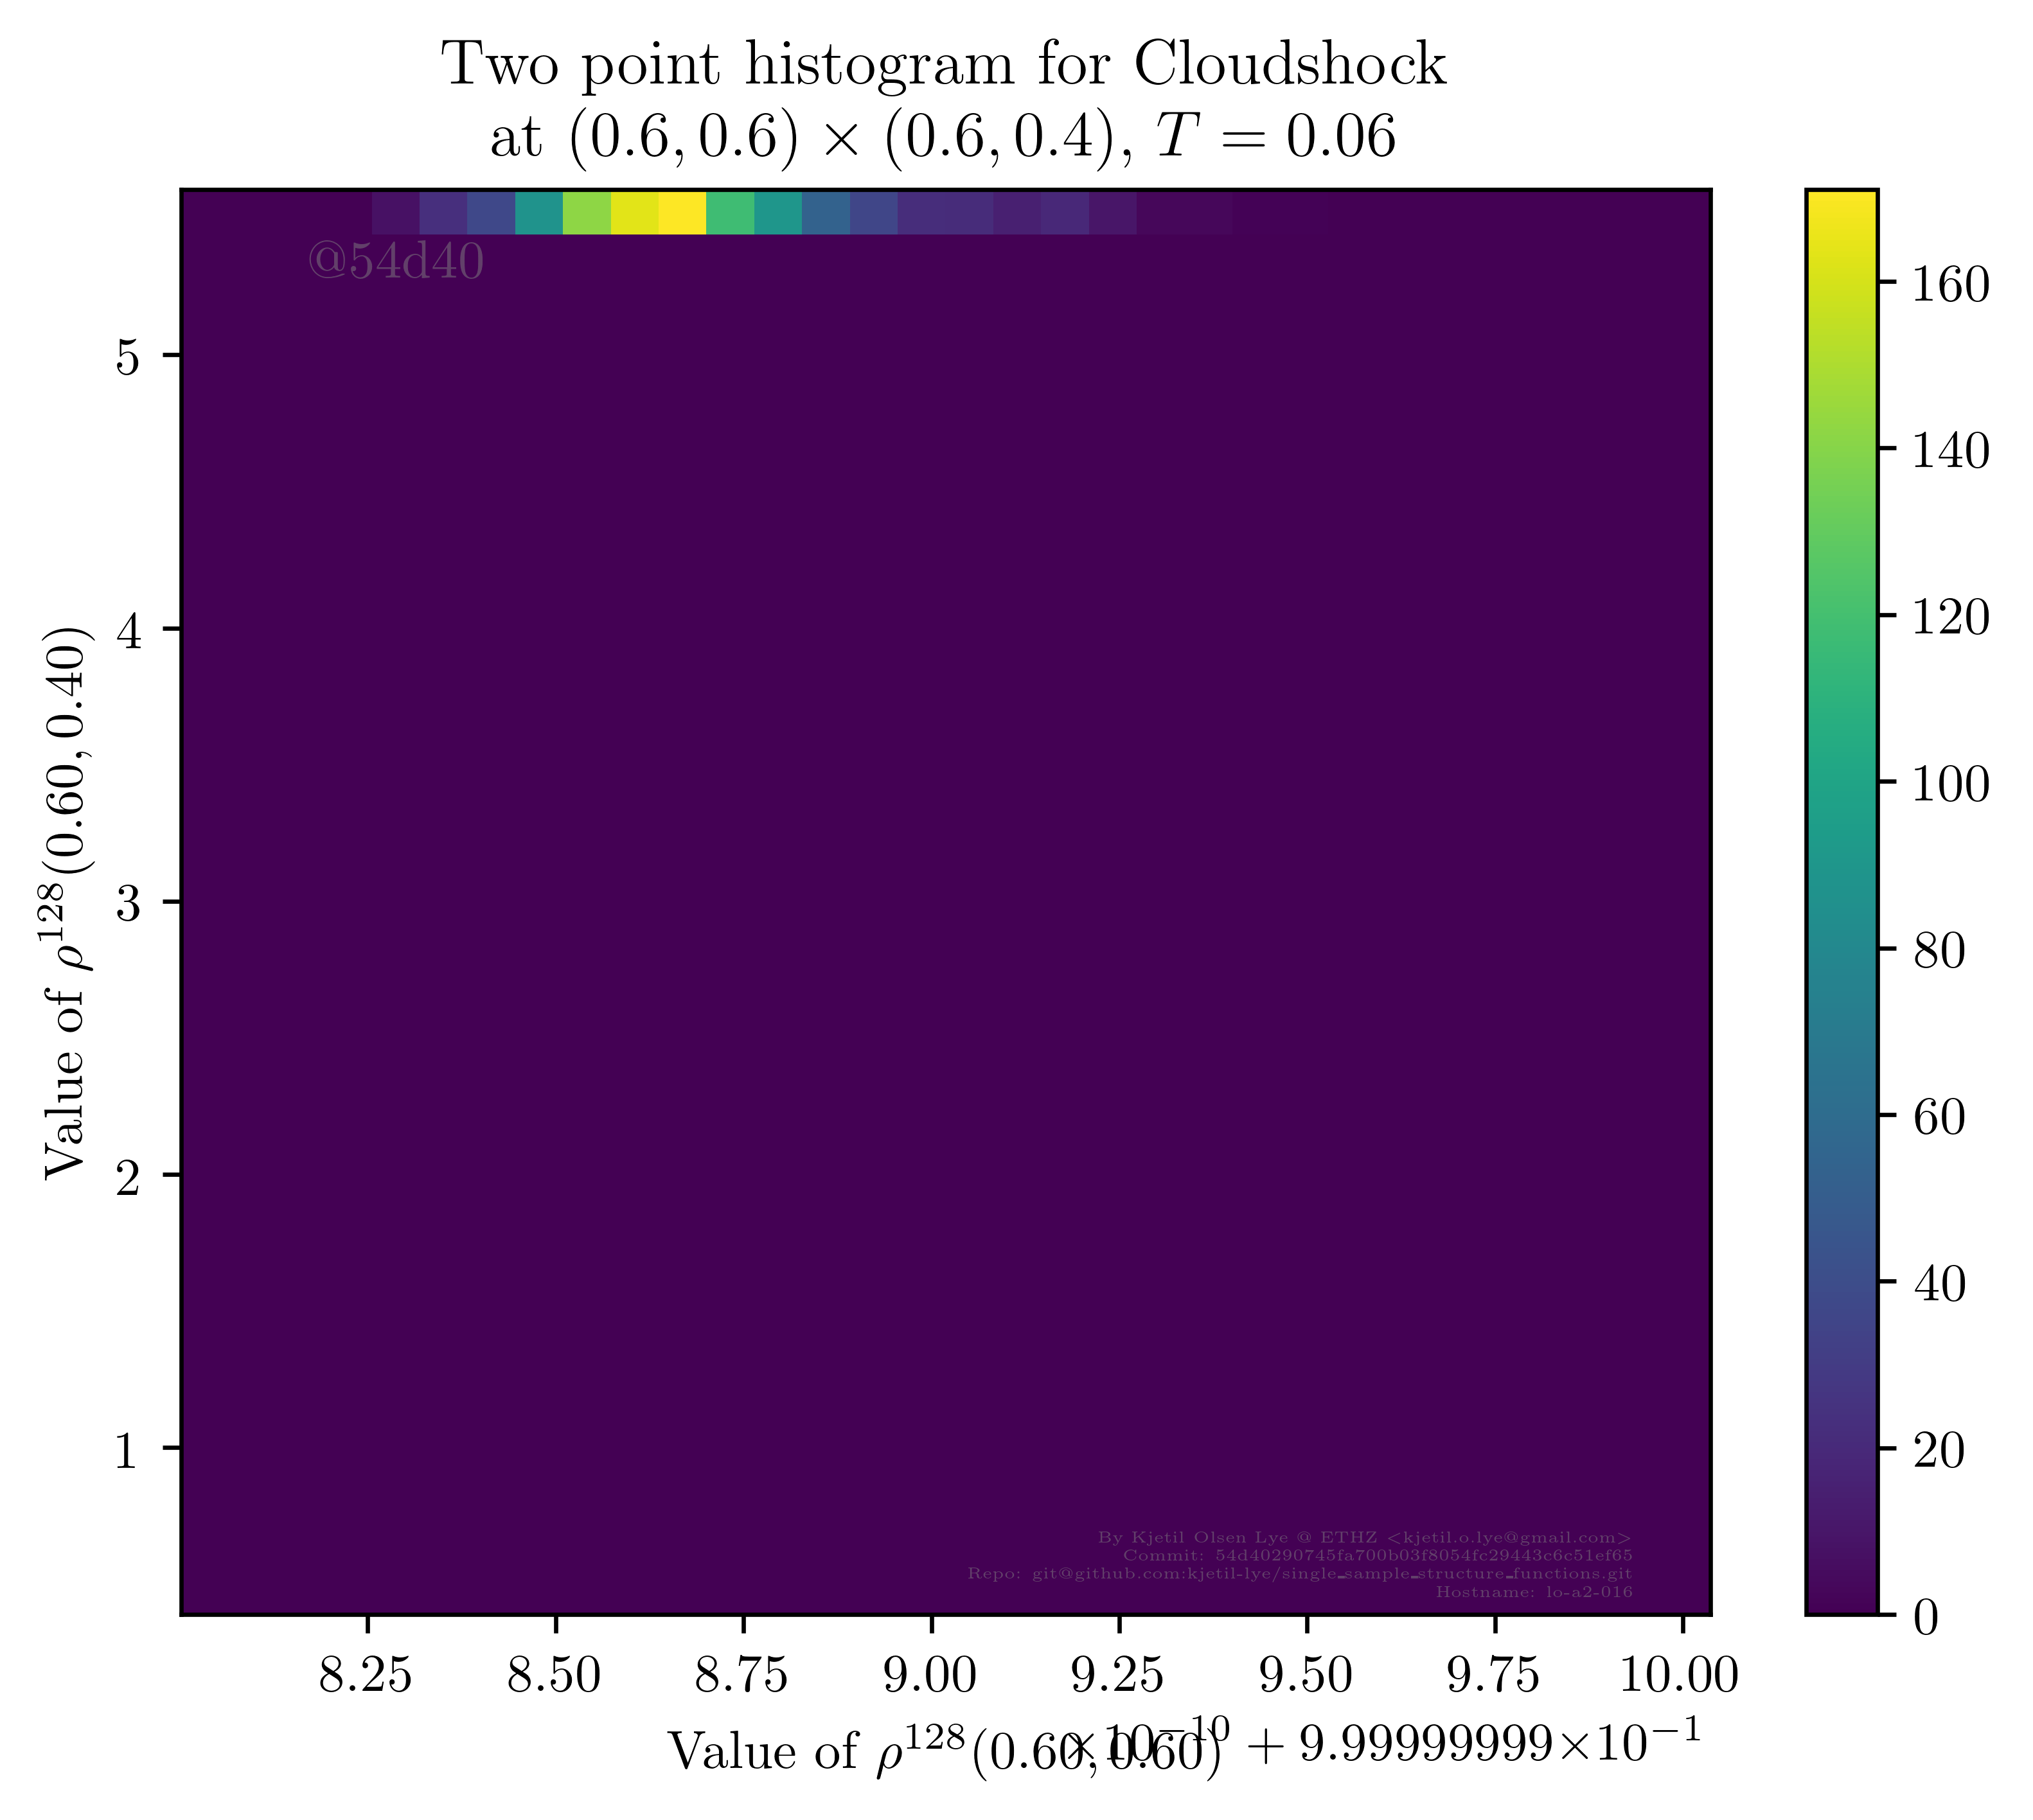 Two point histogram for Cloudshock
at (0.6, 0.6) × (0.6, 0.4), T = 0.06
@54d40
5
4
3
2
1
Value of ρ^128(0.60, 0.40)
160
140
120
100
80
60
40
20
0
By Kjetil Olsen Lye @ ETHZ <kjetil.o.lye@gmail.com>
Commit: 54d40290745fa700b03f8054fc29443c6c51ef65
Repo: git@github.com:kjetil-lye/single_sample_structure_functions.git
Hostname: lo-a2-016
8.25 8.50 8.75 9.00 9.25 9.50 9.75 10.00
Value of ρ^128(0.60, 0.60)
×10^−10 + 9.99999999×10^−1